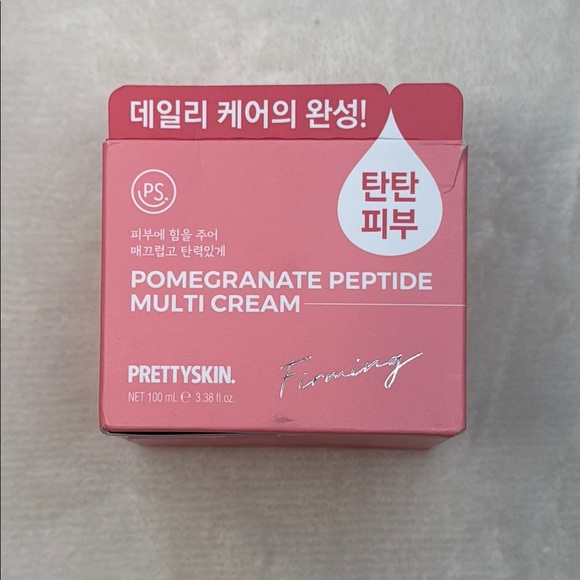 데일리 케어의 완성!
탄탄
피부
PS.
피부에 힘을 주어
매끄럽고 탄력있게
POMEGRANATE PEPTIDE
MULTI CREAM
PRETTYSKIN.
Firming
NET 100 mL ℮ 3.38 fl.oz.